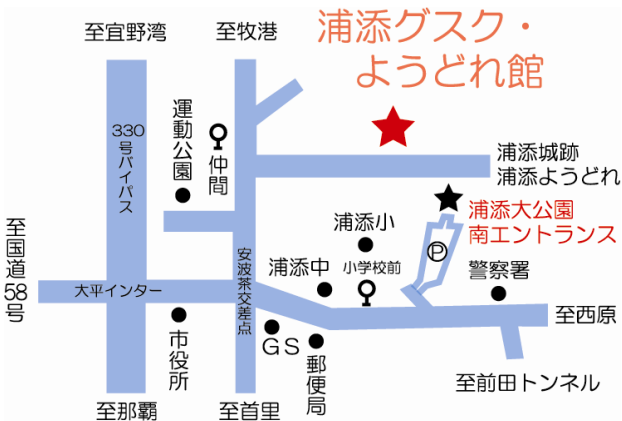 浦添グスク・
ようどれ館
至宜野湾
至牧港
330号バイパス
運動公園
仲間
浦添城跡
浦添ようどれ
浦添大公園
南エントランス
浦添小
小学校前
浦添中
安波茶交差点
P
警察署
至国道58号
大平インター
市役所
GS
郵便局
至西原
至前田トンネル
至那覇
至首里